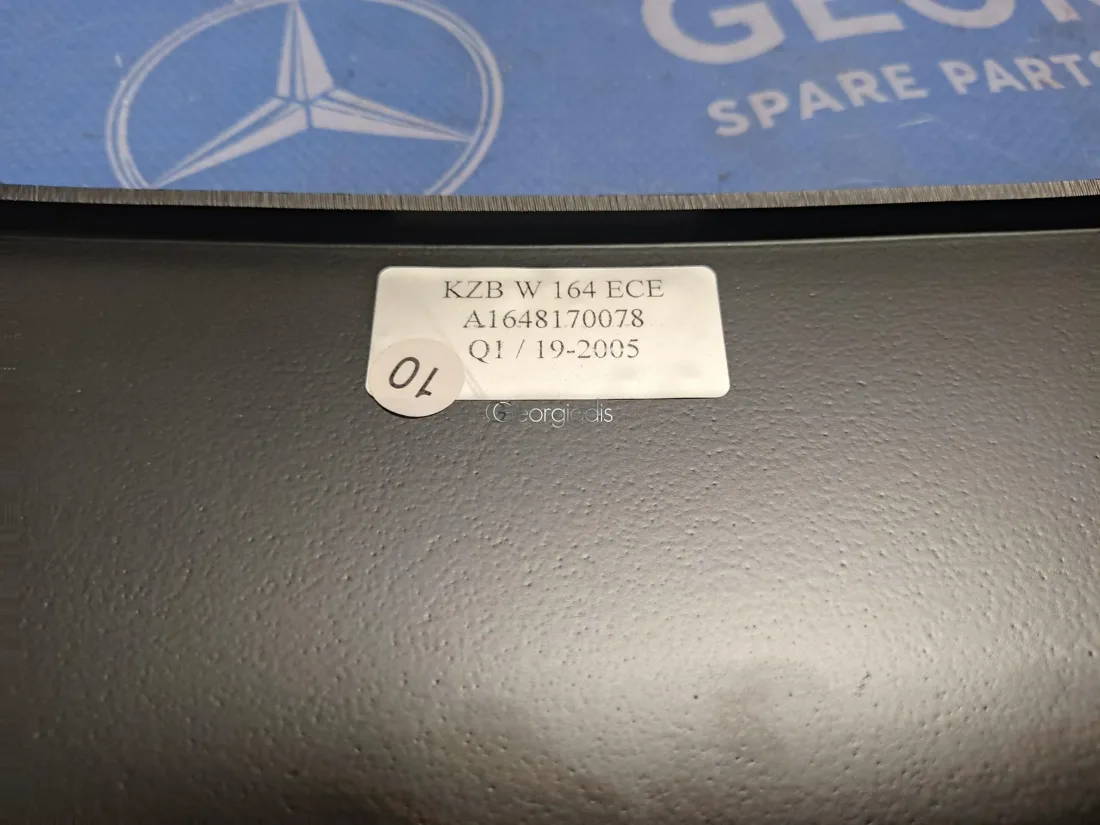 SPARE PARTS
KZB W 164 ECE
A1648170078
Q1 / 19-2005
10
Georgiadis